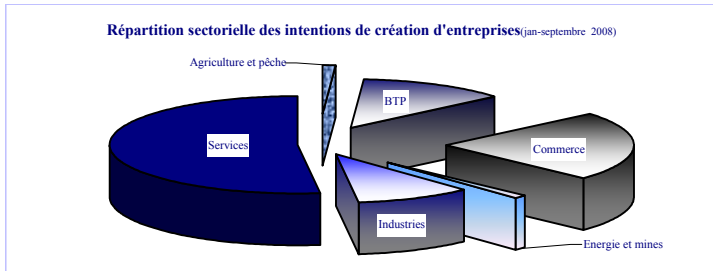 Répartition sectorielle des intentions de création d'entreprises(jan-septembre 2008)
Agriculture et pêche
BTP
Services
Commerce
Industries
Energie et mines